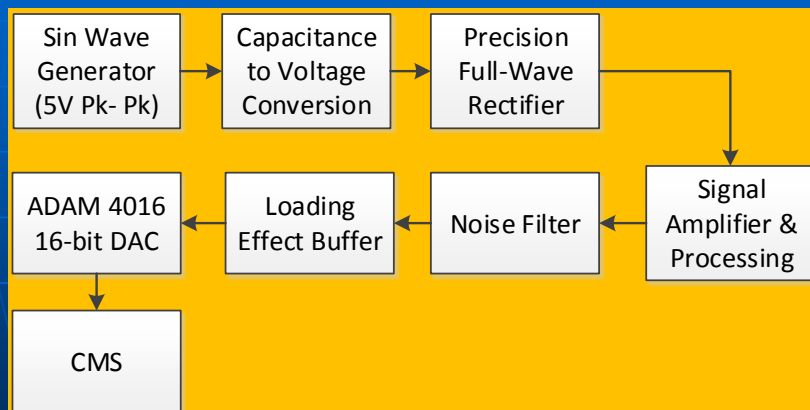 Sin Wave
Generator
(5V Pk- Pk)
Capacitance
to Voltage
Conversion
Precision
Full-Wave
Rectifier
Signal
Amplifier &
Processing
Noise Filter
Loading
Effect Buffer
ADAM 4016
16-bit DAC
CMS